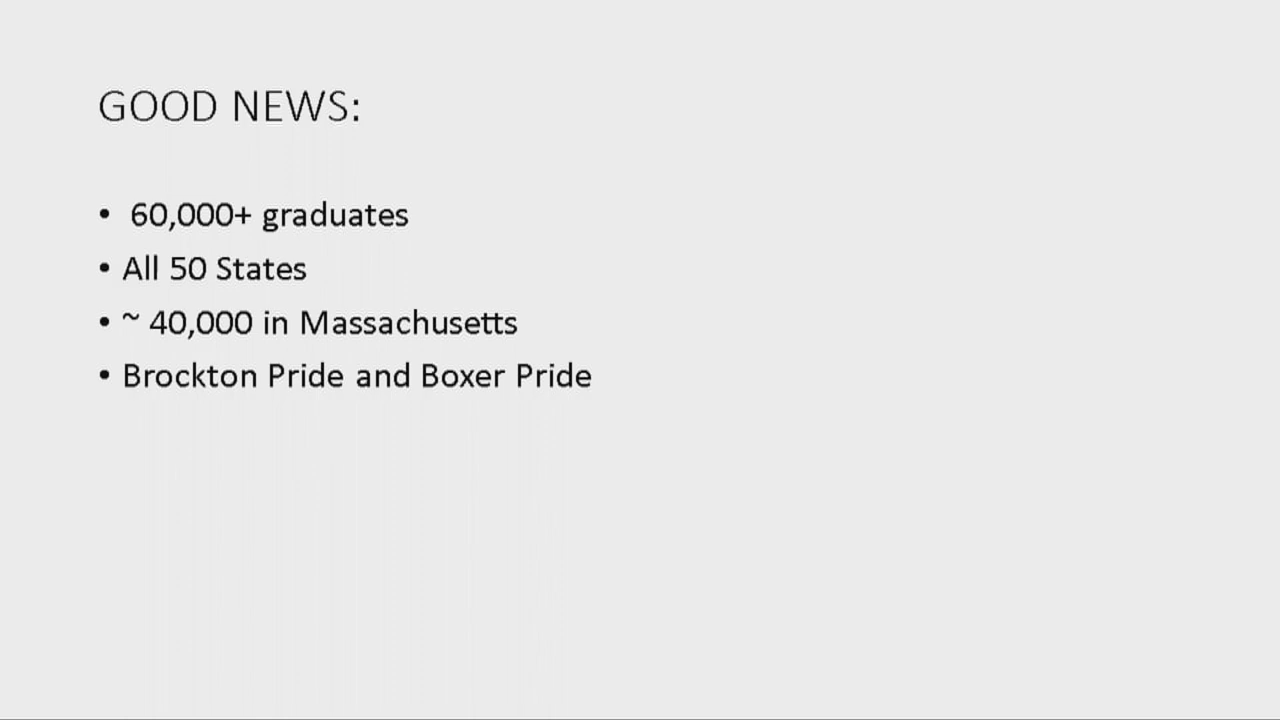 GOOD NEWS:
• 60,000+ graduates
• All 50 States
• ~ 40,000 in Massachusetts
• Brockton Pride and Boxer Pride